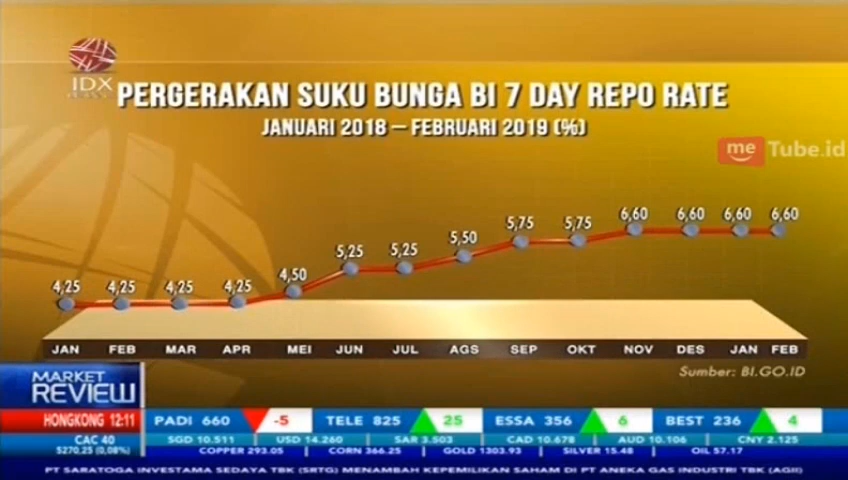 IDX
PERGERAKAN SUKU BUNGA BI 7 DAY REPO RATE
JANUARI 2018 – FEBRUARI 2019 (%)
me Tube.id
4,25 4,25 4,25 4,25 4,50 5,25 5,25 5,50 5,75 5,75 6,60 6,60 6,60 6,60
JAN FEB MAR APR MEI JUN JUL AGS SEP OKT NOV DES JAN FEB
Sumber: BI.GO.ID
MARKET
REVIEW
HONGKONG 12:11 PADI 660 -5 TELE 825 25 ESSA 356 6 BEST 236 4
CAC 40 SGD 10.511 USD 14.260 SAR 3.503 CAD 10.678 AUD 10.106 CNY 2.125
5270,25 (0,08%) COPPER 293.05 CORN 366.25 GOLD 1303.93 SILVER 15.48 OIL 57.17
PT SARATOGA INVESTAMA SEDAYA TBK (SRTG) MENAMBAH KEPEMILIKAN SAHAM DI PT ANEKA GAS INDUSTRI TBK (AGII)